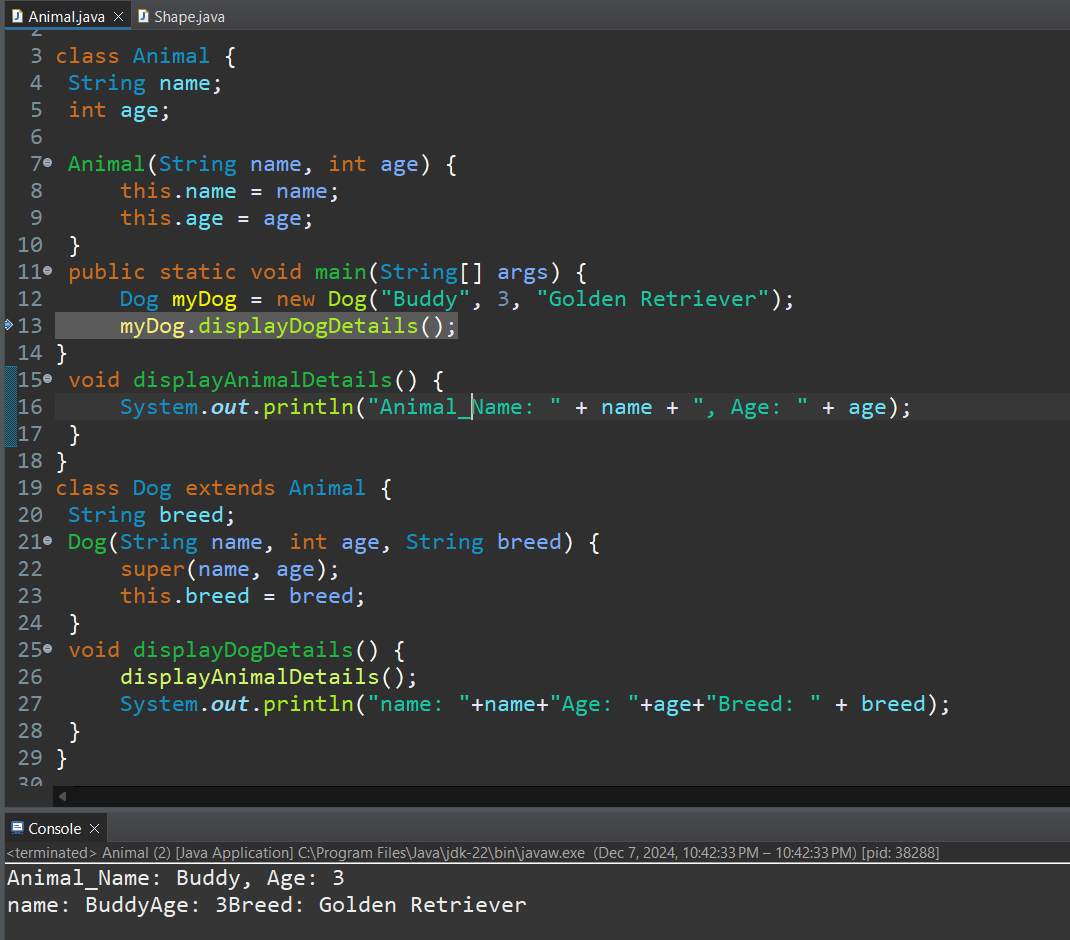 Animal.java Shape.java
2
3 class Animal {
4 String name;
5 int age;
6
7 Animal(String name, int age) {
8 this.name = name;
9 this.age = age;
10 }
11 public static void main(String[] args) {
12 Dog myDog = new Dog("Buddy", 3, "Golden Retriever");
13 myDog.displayDogDetails();
14 }
15 void displayAnimalDetails() {
16 System.out.println("Animal_Name: " + name + ", Age: " + age);
17 }
18 }
19 class Dog extends Animal {
20 String breed;
21 Dog(String name, int age, String breed) {
22 super(name, age);
23 this.breed = breed;
24 }
25 void displayDogDetails() {
26 displayAnimalDetails();
27 System.out.println("name: "+name+"Age: "+age+"Breed: " + breed);
28 }
29 }
30
Console
<terminated> Animal (2) [Java Application] C:\Program Files\Java\jdk-22\bin\javaw.exe (Dec 7, 2024, 10:42:33 PM – 10:42:33 PM) [pid: 38288]
Animal_Name: Buddy, Age: 3
name: BuddyAge: 3Breed: Golden Retriever